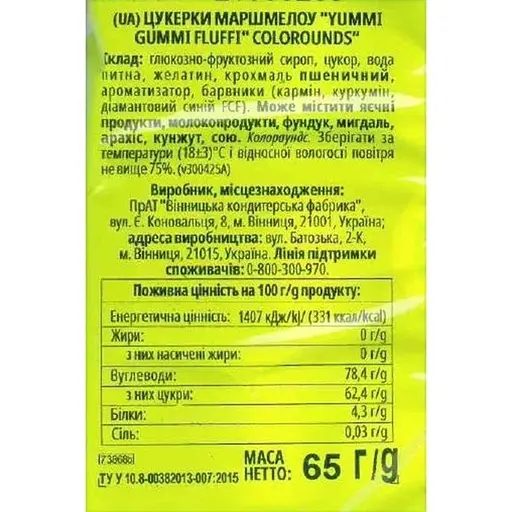 (UA) ЦУКЕРКИ МАРШМЕЛОУ "YUMMI
GUMMI FLUFFI" COLOROUNDS"
Склад: глюкозно-фруктозний сироп, цукор, вода
питна, желатин, крохмаль пшеничний,
ароматизатор, барвники (кармін, куркумін,
діамантовий синій FCF). Може містити яєчні
продукти, молокопродукти, фундук, мигдаль,
арахіс, кунжут, сою. Колораундс. Зберігати за
температури (18±3)°С і відносної вологості повітря
не вище 75%. (v300425A)
Виробник, місцезнаходження:
ПрАТ "Вінницька кондитерська фабрика",
вул. Є. Коновальця, 8, м. Вінниця, 21001, Україна;
адреса виробництва: вул. Батозька, 2-К,
м. Вінниця, 21015, Україна. Лінія підтримки
споживачів: 0-800-300-970.
Поживна цінність на 100 г/g продукту:
Енергетична цінність: 1407 кДж/kJ/ (331 ккал/kcal)
Жири: 0 г/g
з них насичені жири: 0 г/g
Вуглеводи: 78,4 г/g
з них цукри: 62,4 г/g
Білки: 4,3 г/g
Сіль: 0,03 г/g
МАСА
НЕТТО: 65 Г/g
ТУ У 10.8-00382013-007:2015